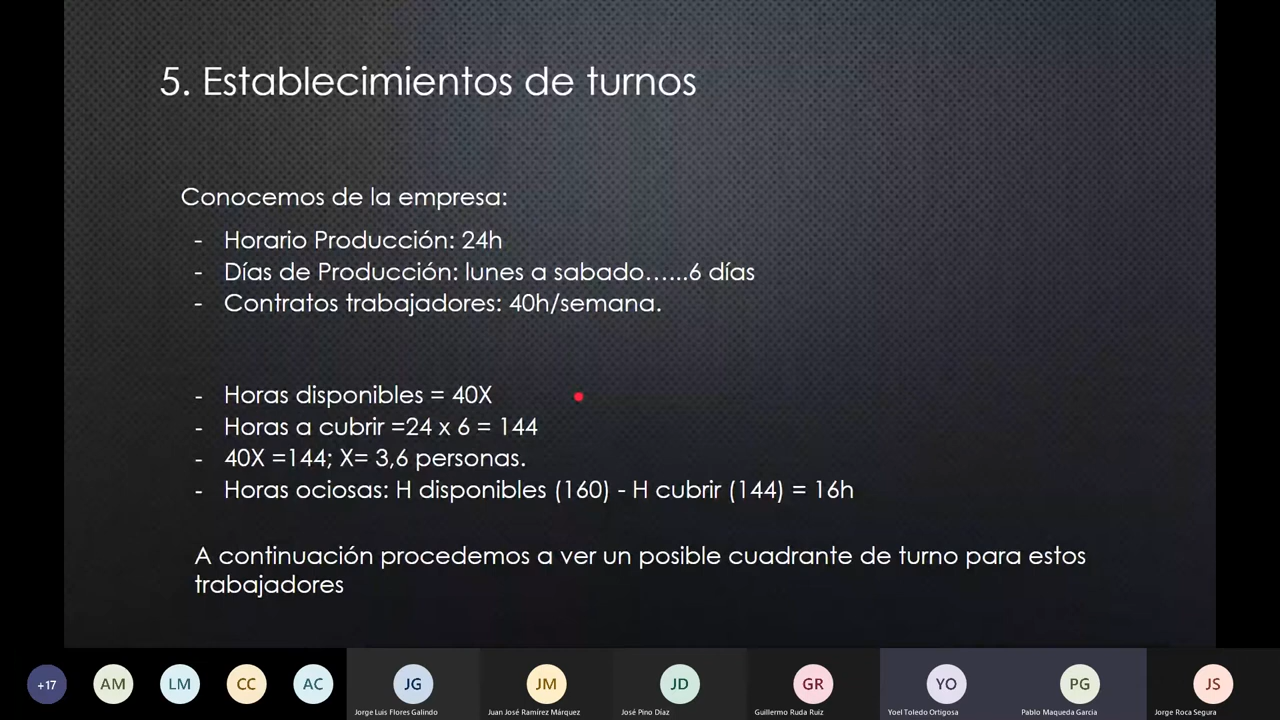 5. Establecimientos de turnos
Conocemos de la empresa:
- Horario Producción: 24h
- Días de Producción: lunes a sabado…...6 días
- Contratos trabajadores: 40h/semana.
- Horas disponibles = 40X
- Horas a cubrir =24 x 6 = 144
- 40X =144; X= 3,6 personas.
- Horas ociosas: H disponibles (160) - H cubrir (144) = 16h
A continuación procedemos a ver un posible cuadrante de turno para estos
trabajadores
+17 AM LM CC AC JG JM JD GR YO PG JS
Jorge Luis Flores Galindo Juan José Ramírez Márquez José Pino Díaz Guillermo Ruda Ruiz Yoel Toledo Ortigosa Pablo Maqueda Garcia Jorge Roca Segura